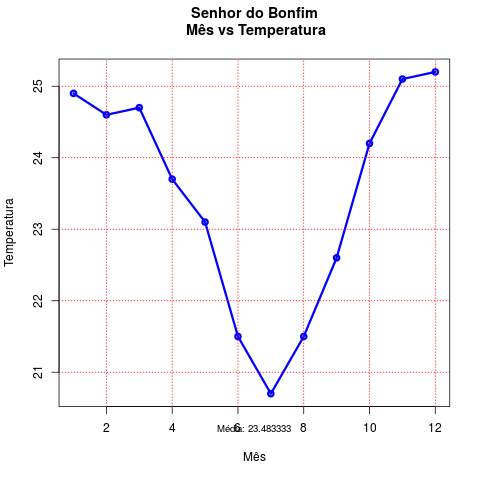 Senhor do Bonfim
Mês vs Temperatura
25
24
23
22
21
Temperatura
2 4 6 8 10 12
Média: 23.483333
Mês